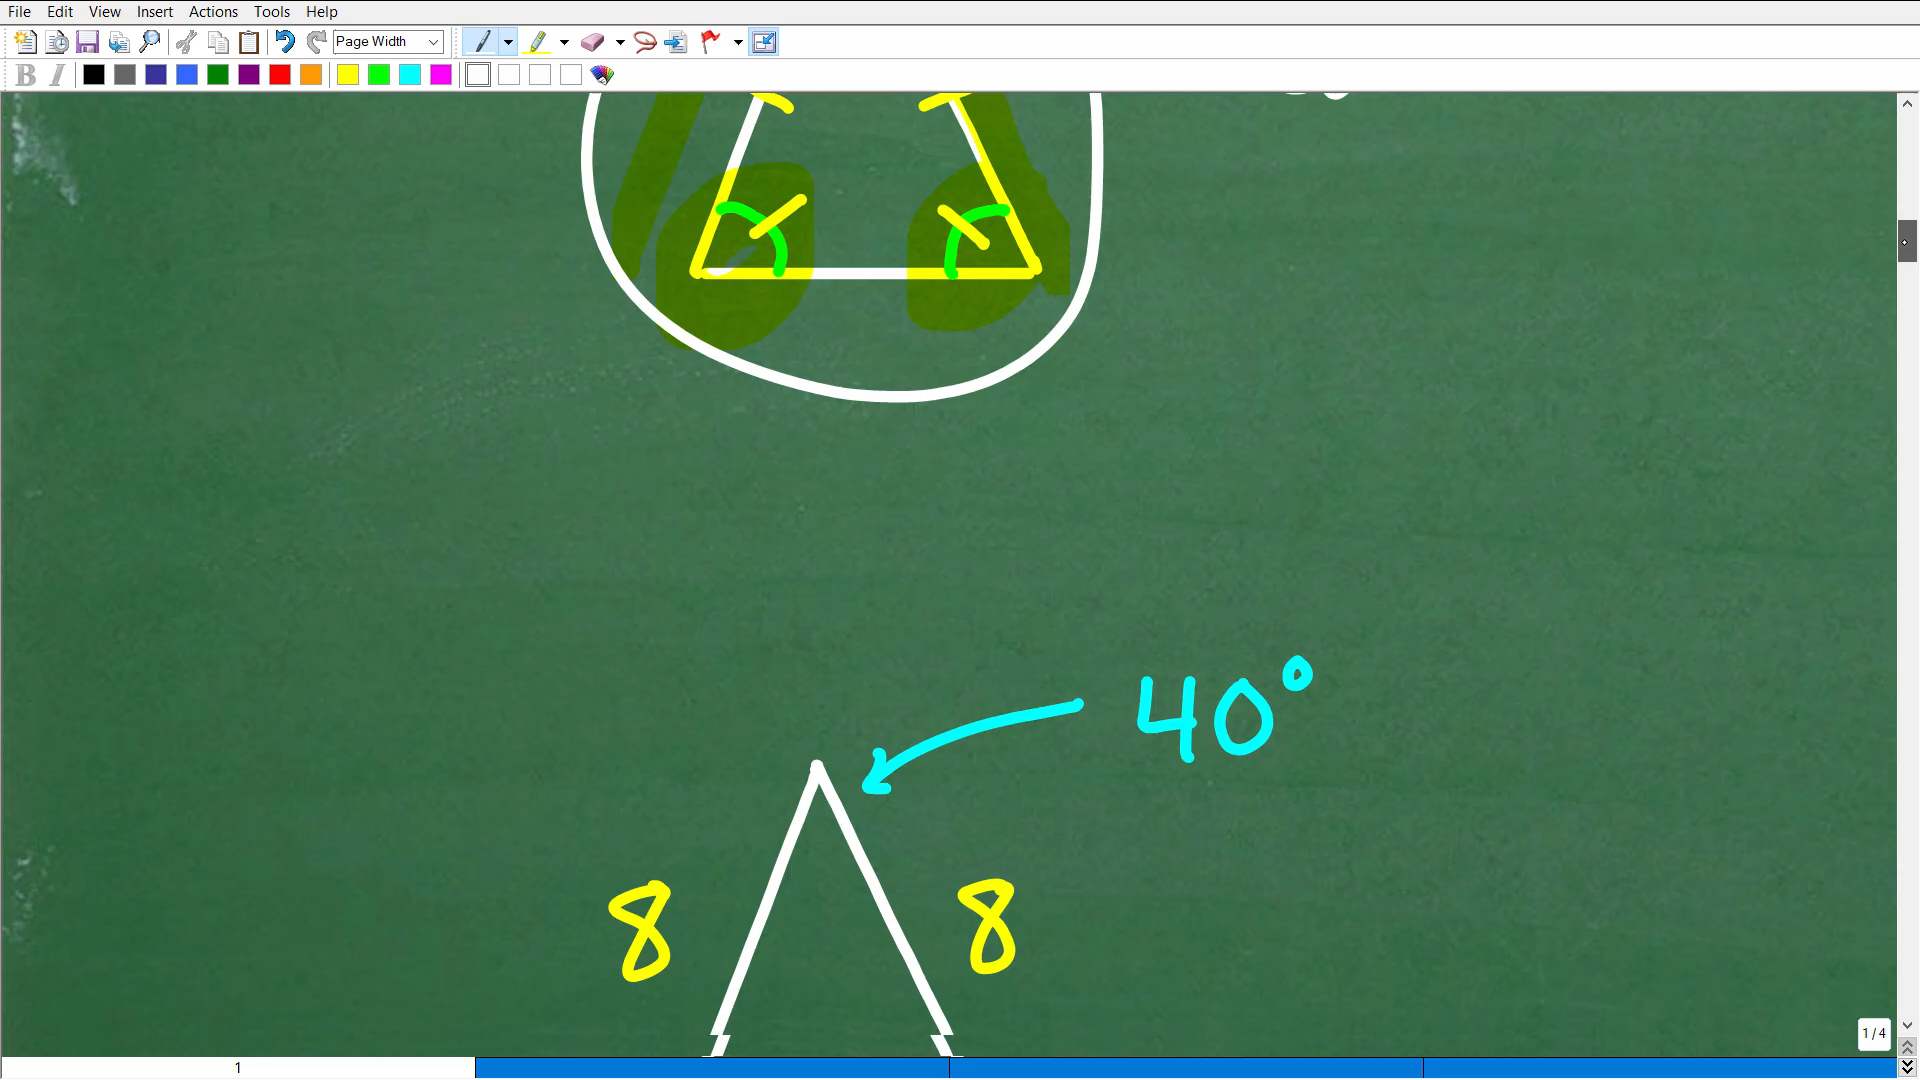 File Edit View Insert Actions Tools Help
Page Width
B I
40°
8 8
1 / 4
1